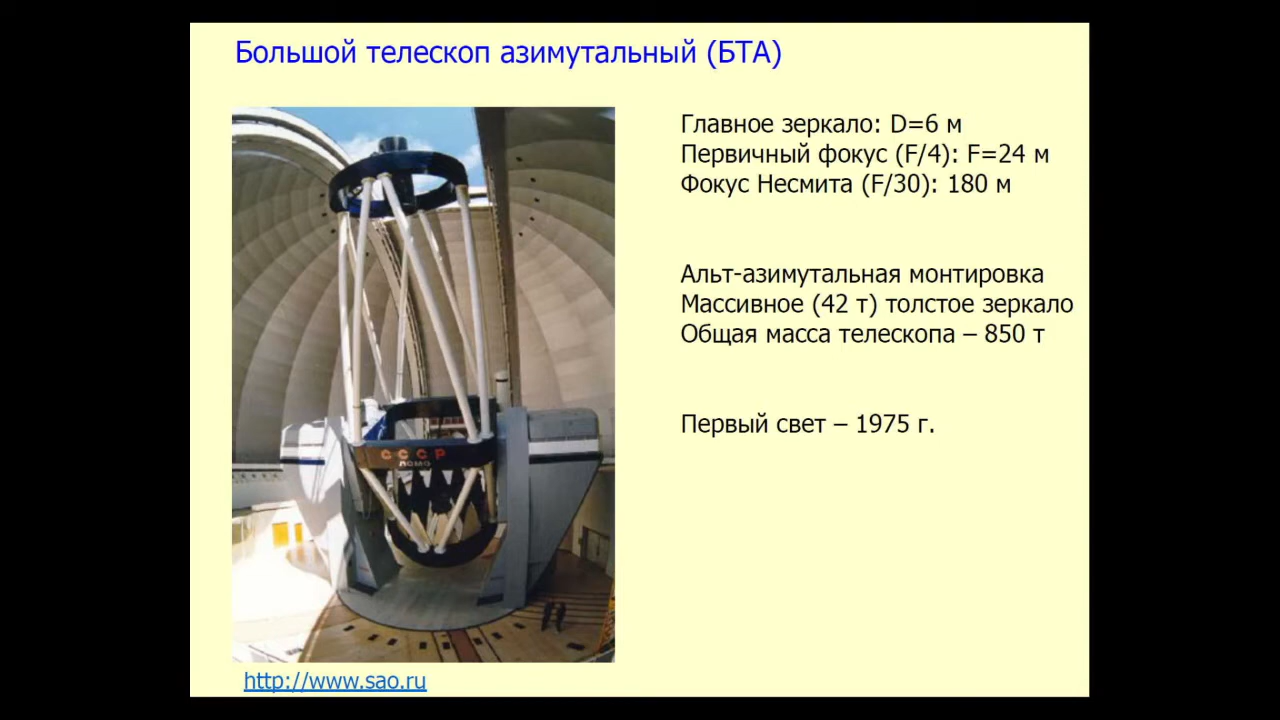 Большой телескоп азимутальный (БТА)
Главное зеркало: D=6 м
Первичный фокус (F/4): F=24 м
Фокус Несмита (F/30): 180 м
Альт-азимутальная монтировка
Массивное (42 т) толстое зеркало
Общая масса телескопа – 850 т
Первый свет – 1975 г.
СССР
ЛОМО
http://www.sao.ru